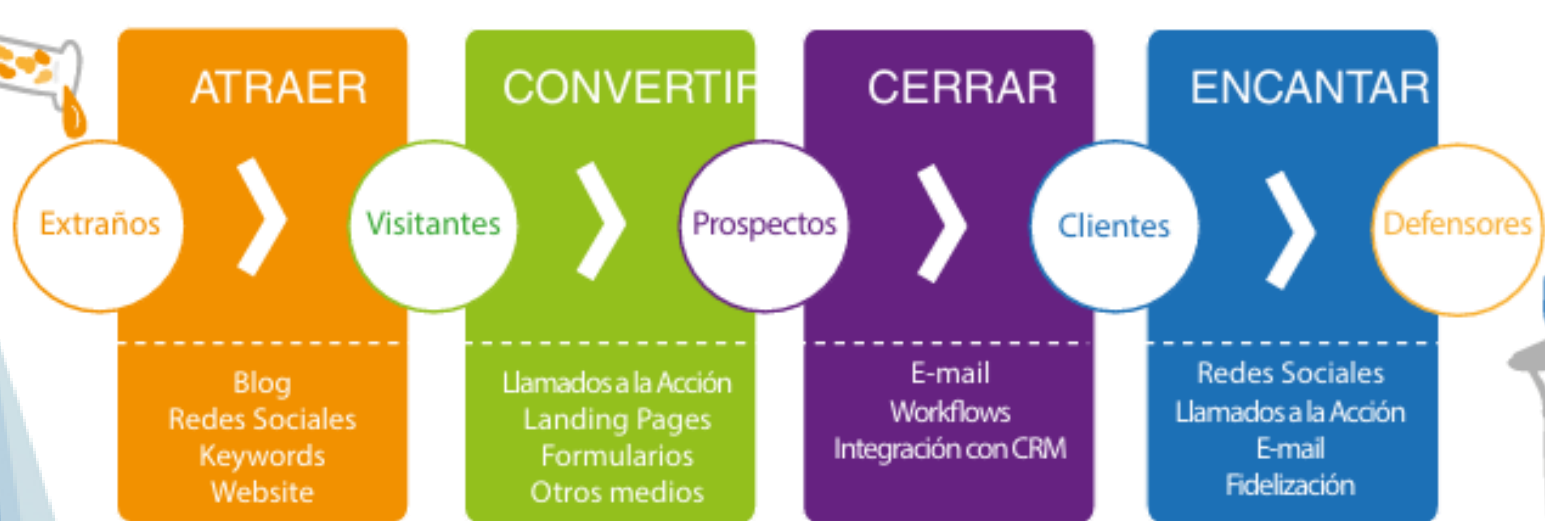 ATRAER
CONVERTIR
CERRAR
ENCANTAR
Extraños
Visitantes
Prospectos
Clientes
Defensores
Blog
Redes Sociales
Keywords
Website
Llamados a la Acción
Landing Pages
Formularios
Otros medios
E-mail
Workflows
Integración con CRM
Redes Sociales
Llamados a la Acción
E-mail
Fidelización